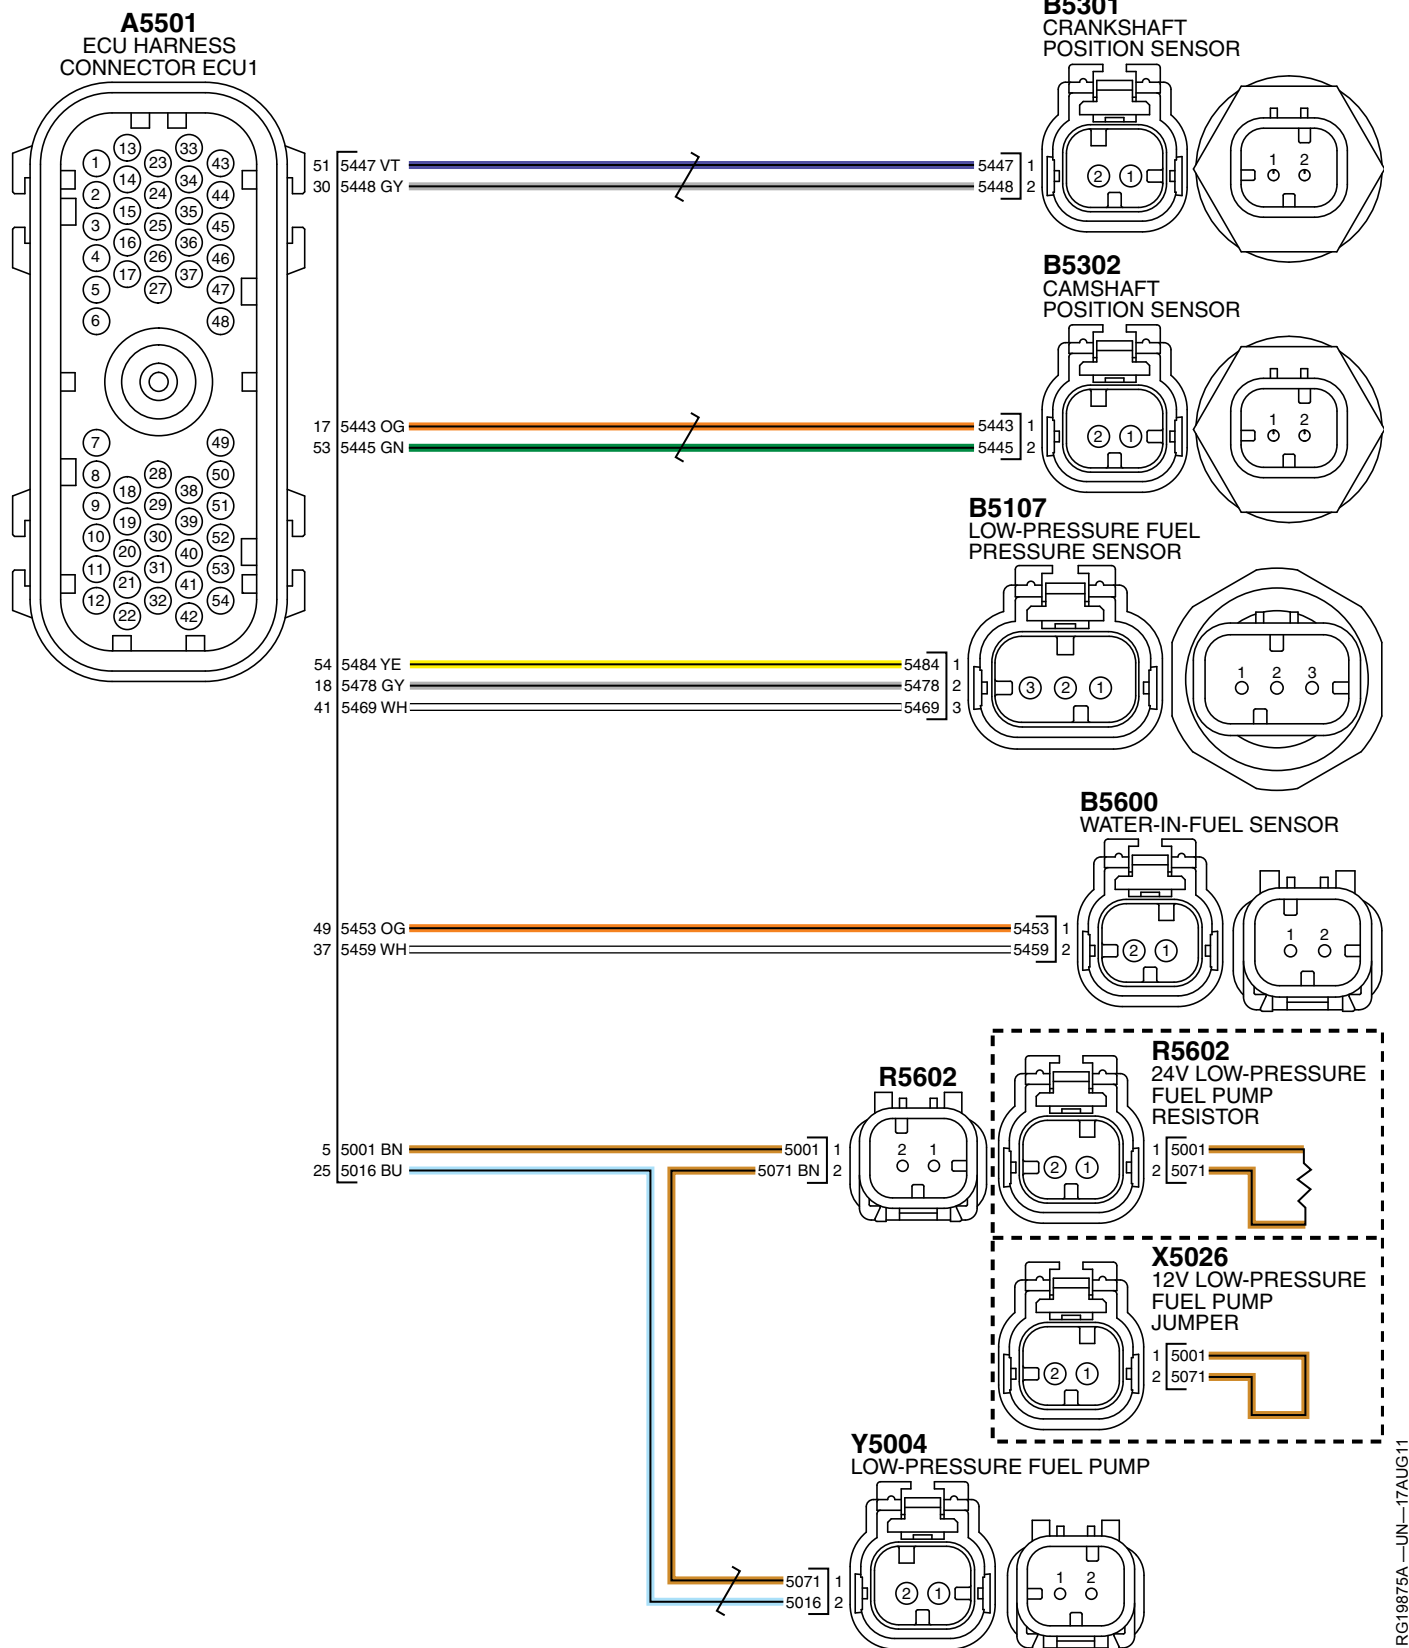 A5501
ECU HARNESS
CONNECTOR ECU1
13
33
1
23
43
14
34
2
24
44
15
35
3
25
45
16
36
4
26
46
17
37
5
27
47
6
48
7
49
8
28
50
18
38
9
29
51
19
39
10
30
52
20
40
11
31
53
21
41
12
32
54
22
42
B5301
CRANKSHAFT
POSITION SENSOR
51 5447 VT 5447 1
30 5448 GY 5448 2
2 1
1 2
B5302
CAMSHAFT
POSITION SENSOR
17 5443 OG 5443 1
53 5445 GN 5445 2
2 1
1 2
B5107
LOW-PRESSURE FUEL
PRESSURE SENSOR
54 5484 YE 5484 1
18 5478 GY 5478 2
41 5469 WH 5469 3
3 2 1
1 2 3
B5600
WATER-IN-FUEL SENSOR
49 5453 OG 5453 1
37 5459 WH 5459 2
2 1
1 2
R5602
5 5001 BN 5001 1
25 5016 BU 5071 BN 2
2 1
R5602
24V LOW-PRESSURE
FUEL PUMP
RESISTOR
2 1
1 5001
2 5071
X5026
12V LOW-PRESSURE
FUEL PUMP
JUMPER
2 1
1 5001
2 5071
Y5004
LOW-PRESSURE FUEL PUMP
5071 1
5016 2
2 1
1 2
RG19875A —UN—17AUG11